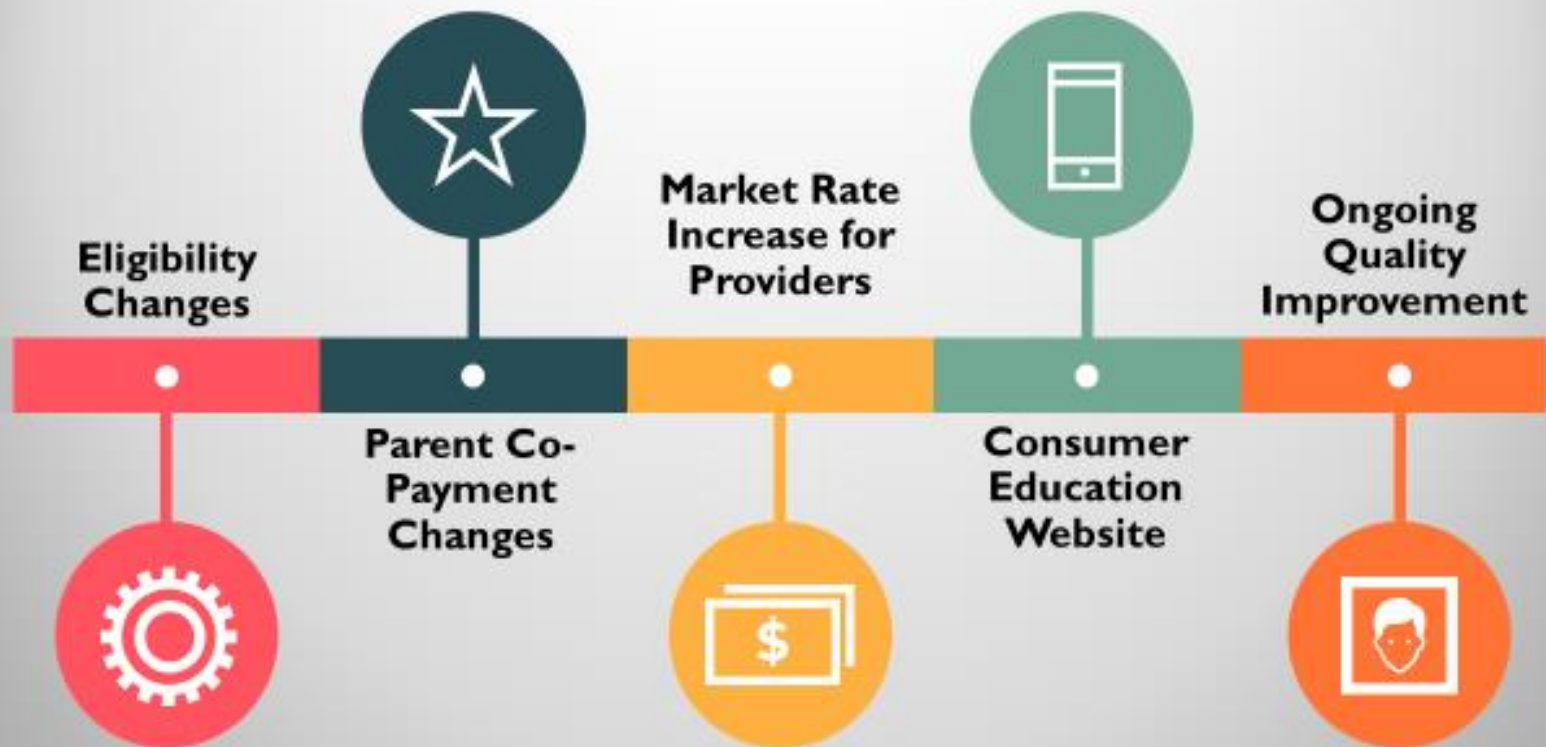 Eligibility
Changes
Parent Co-
Payment
Changes
Market Rate
Increase for
Providers
$
Consumer
Education
Website
Ongoing
Quality
Improvement